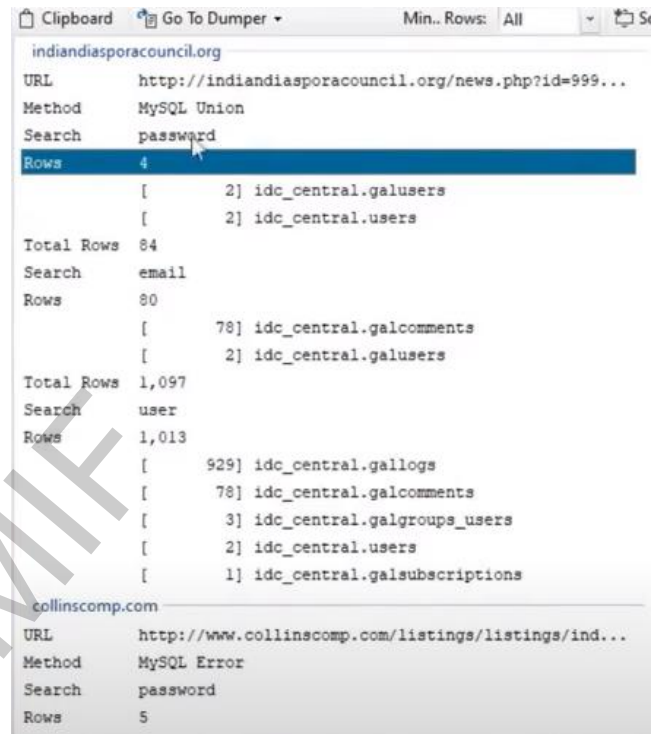 Clipboard Go To Dumper Min.. Rows: All
indiandiasporacouncil.org
URL http://indiandiasporacouncil.org/news.php?id=999...
Method MySQL Union
Search password
Rows 4
[ 2] idc_central.galusers
[ 2] idc_central.users
Total Rows 84
Search email
Rows 80
[ 78] idc_central.galcomments
[ 2] idc_central.galusers
Total Rows 1,097
Search user
Rows 1,013
[ 929] idc_central.gallogs
[ 78] idc_central.galcomments
[ 3] idc_central.galgroups_users
[ 2] idc_central.users
[ 1] idc_central.galsubscriptions
collinscomp.com
URL http://www.collinscomp.com/listings/listings/ind...
Method MySQL Error
Search password
Rows 5